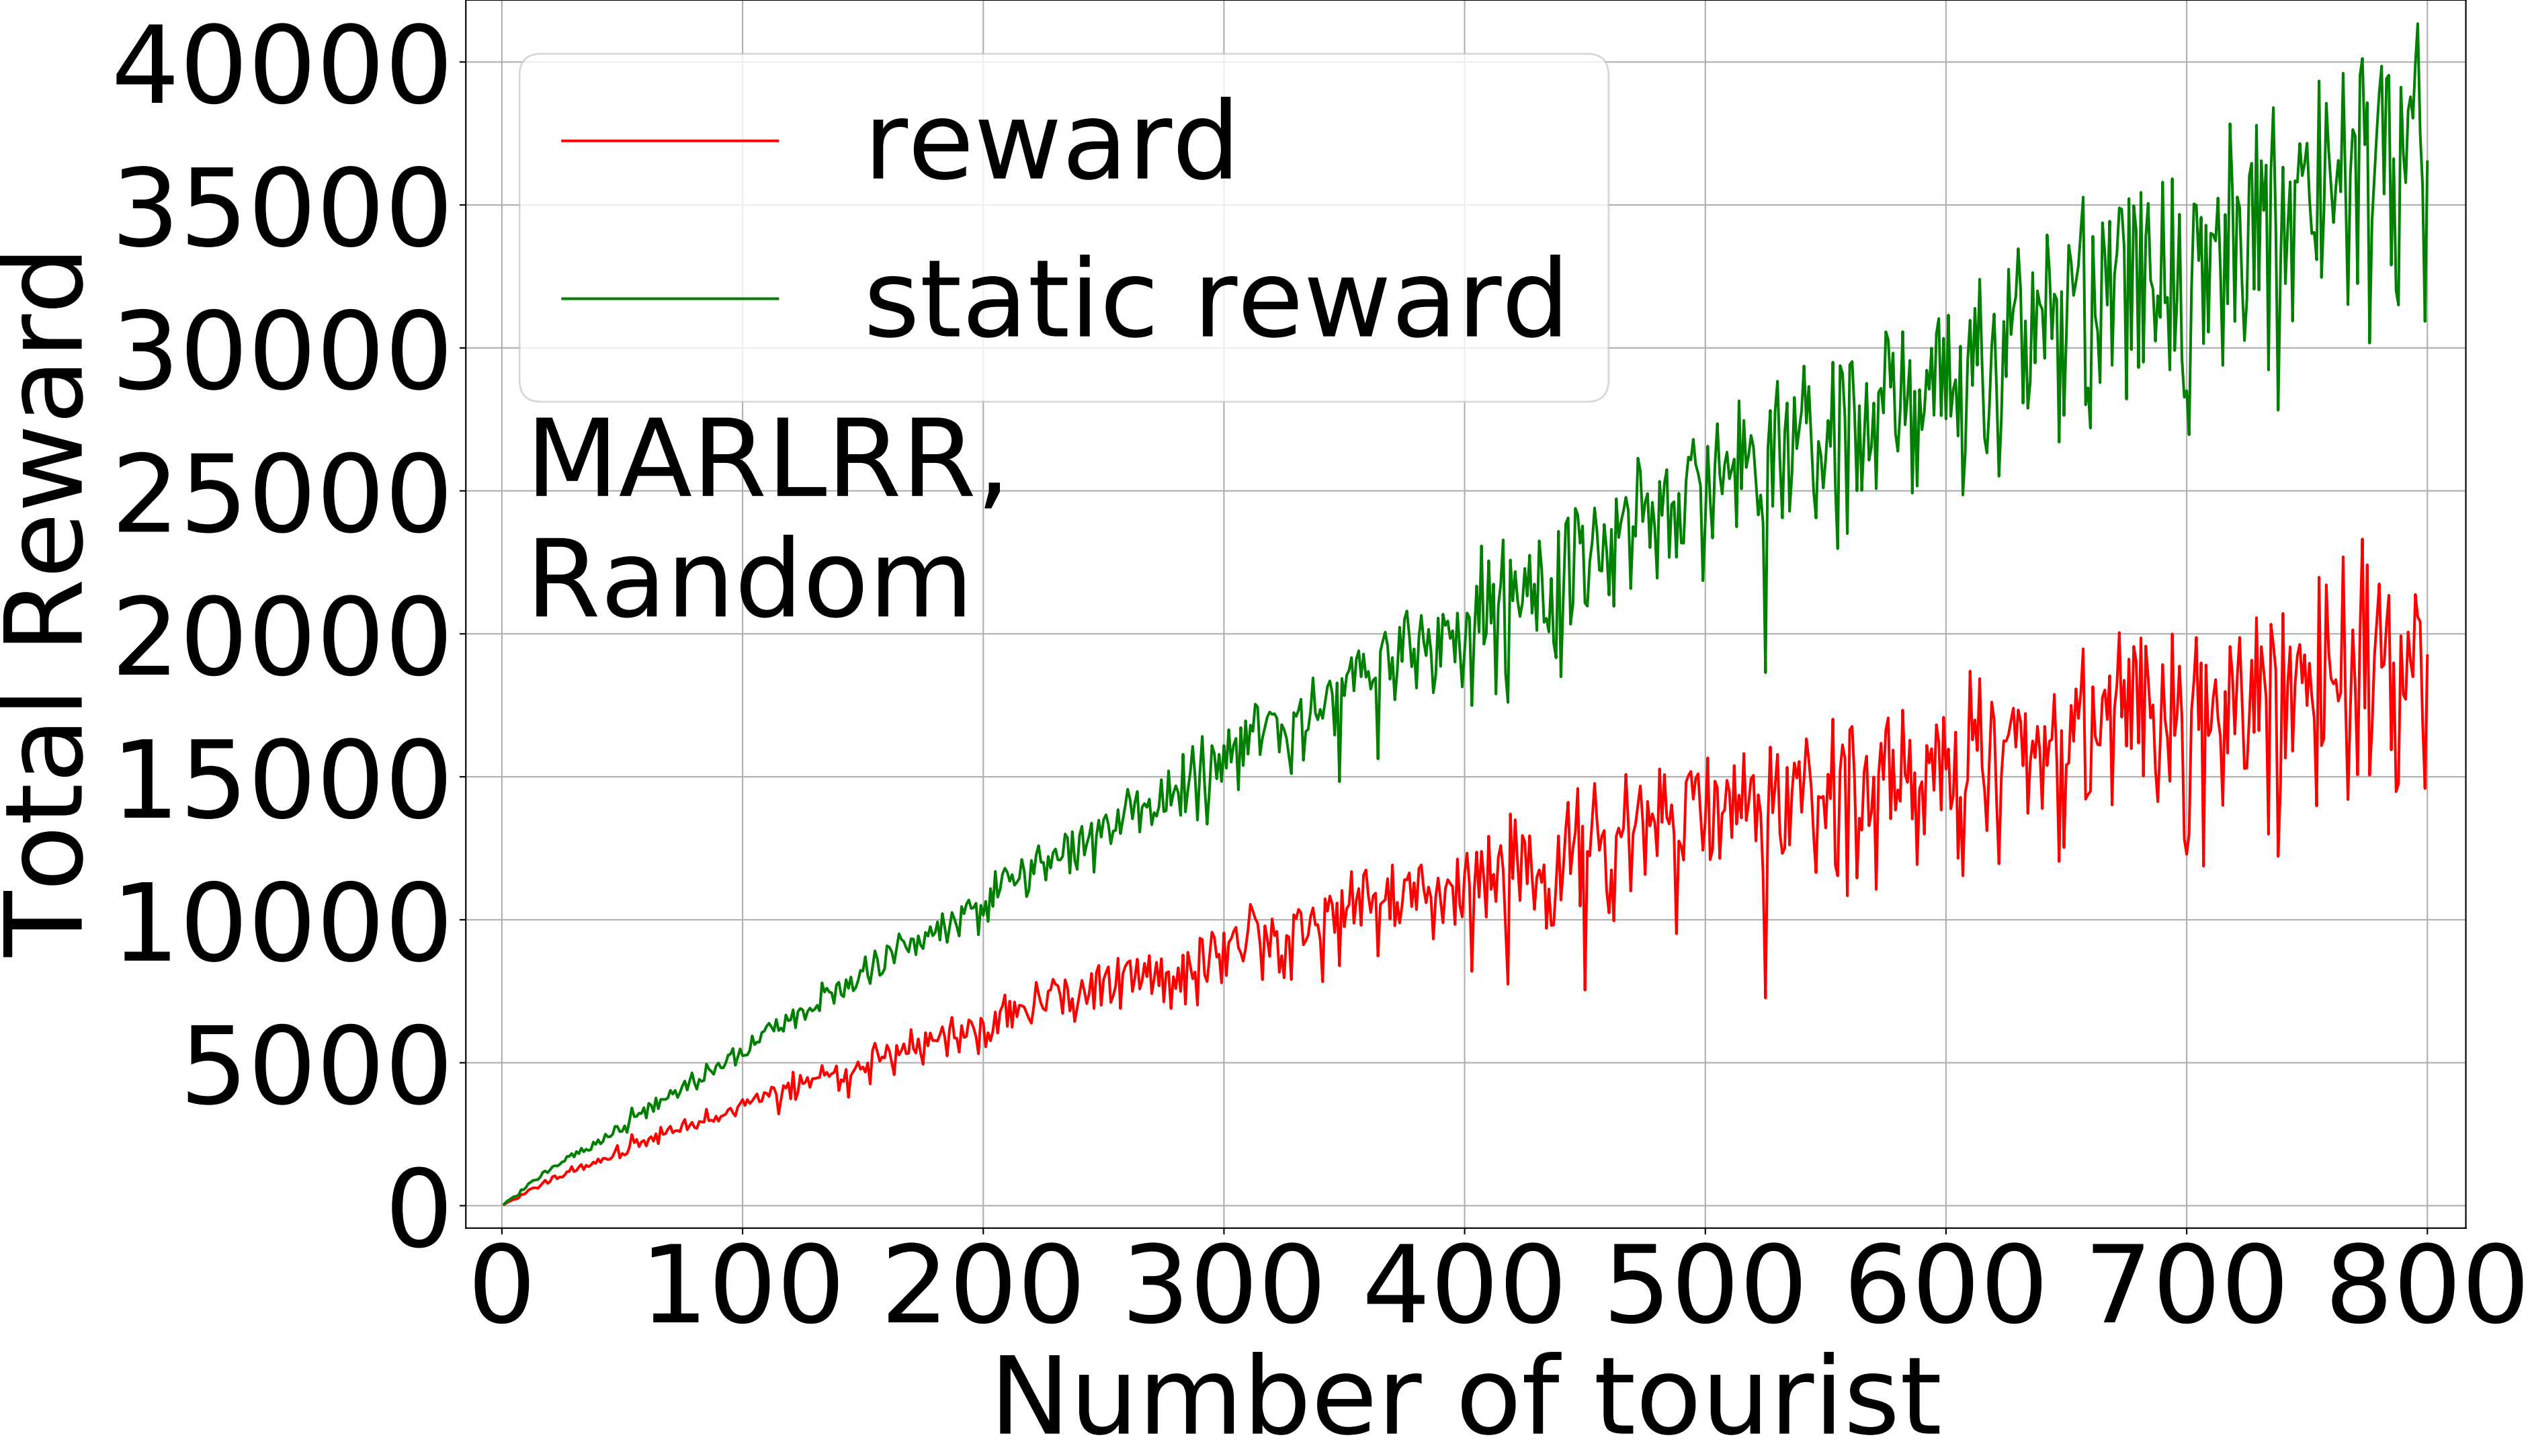 Total Reward
40000
35000
30000
25000
20000
15000
10000
5000
0
reward
static reward
MARLRR,
Random
0 100 200 300 400 500 600 700 800
Number of tourist